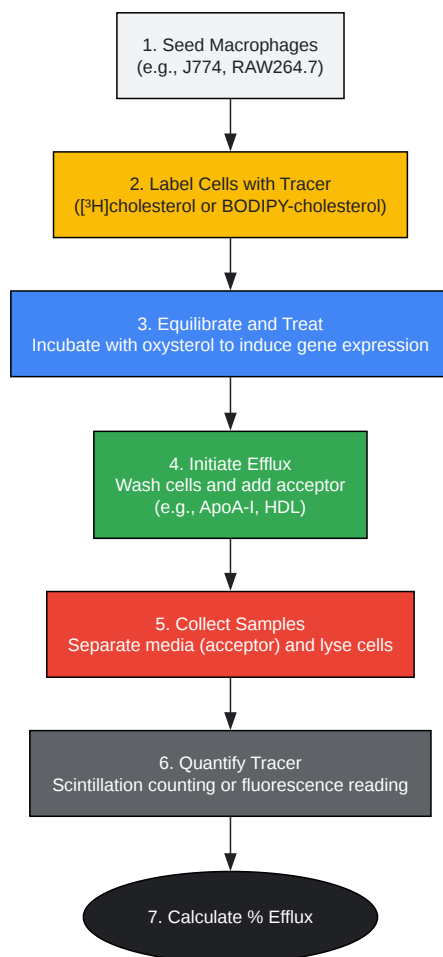 1. Seed Macrophages
(e.g., J774, RAW264.7)
2. Label Cells with Tracer
([³H]cholesterol or BODIPY-cholesterol)
3. Equilibrate and Treat
Incubate with oxysterol to induce gene expression
4. Initiate Efflux
Wash cells and add acceptor
(e.g., ApoA-I, HDL)
5. Collect Samples
Separate media (acceptor) and lyse cells
6. Quantify Tracer
Scintillation counting or fluorescence reading
7. Calculate % Efflux